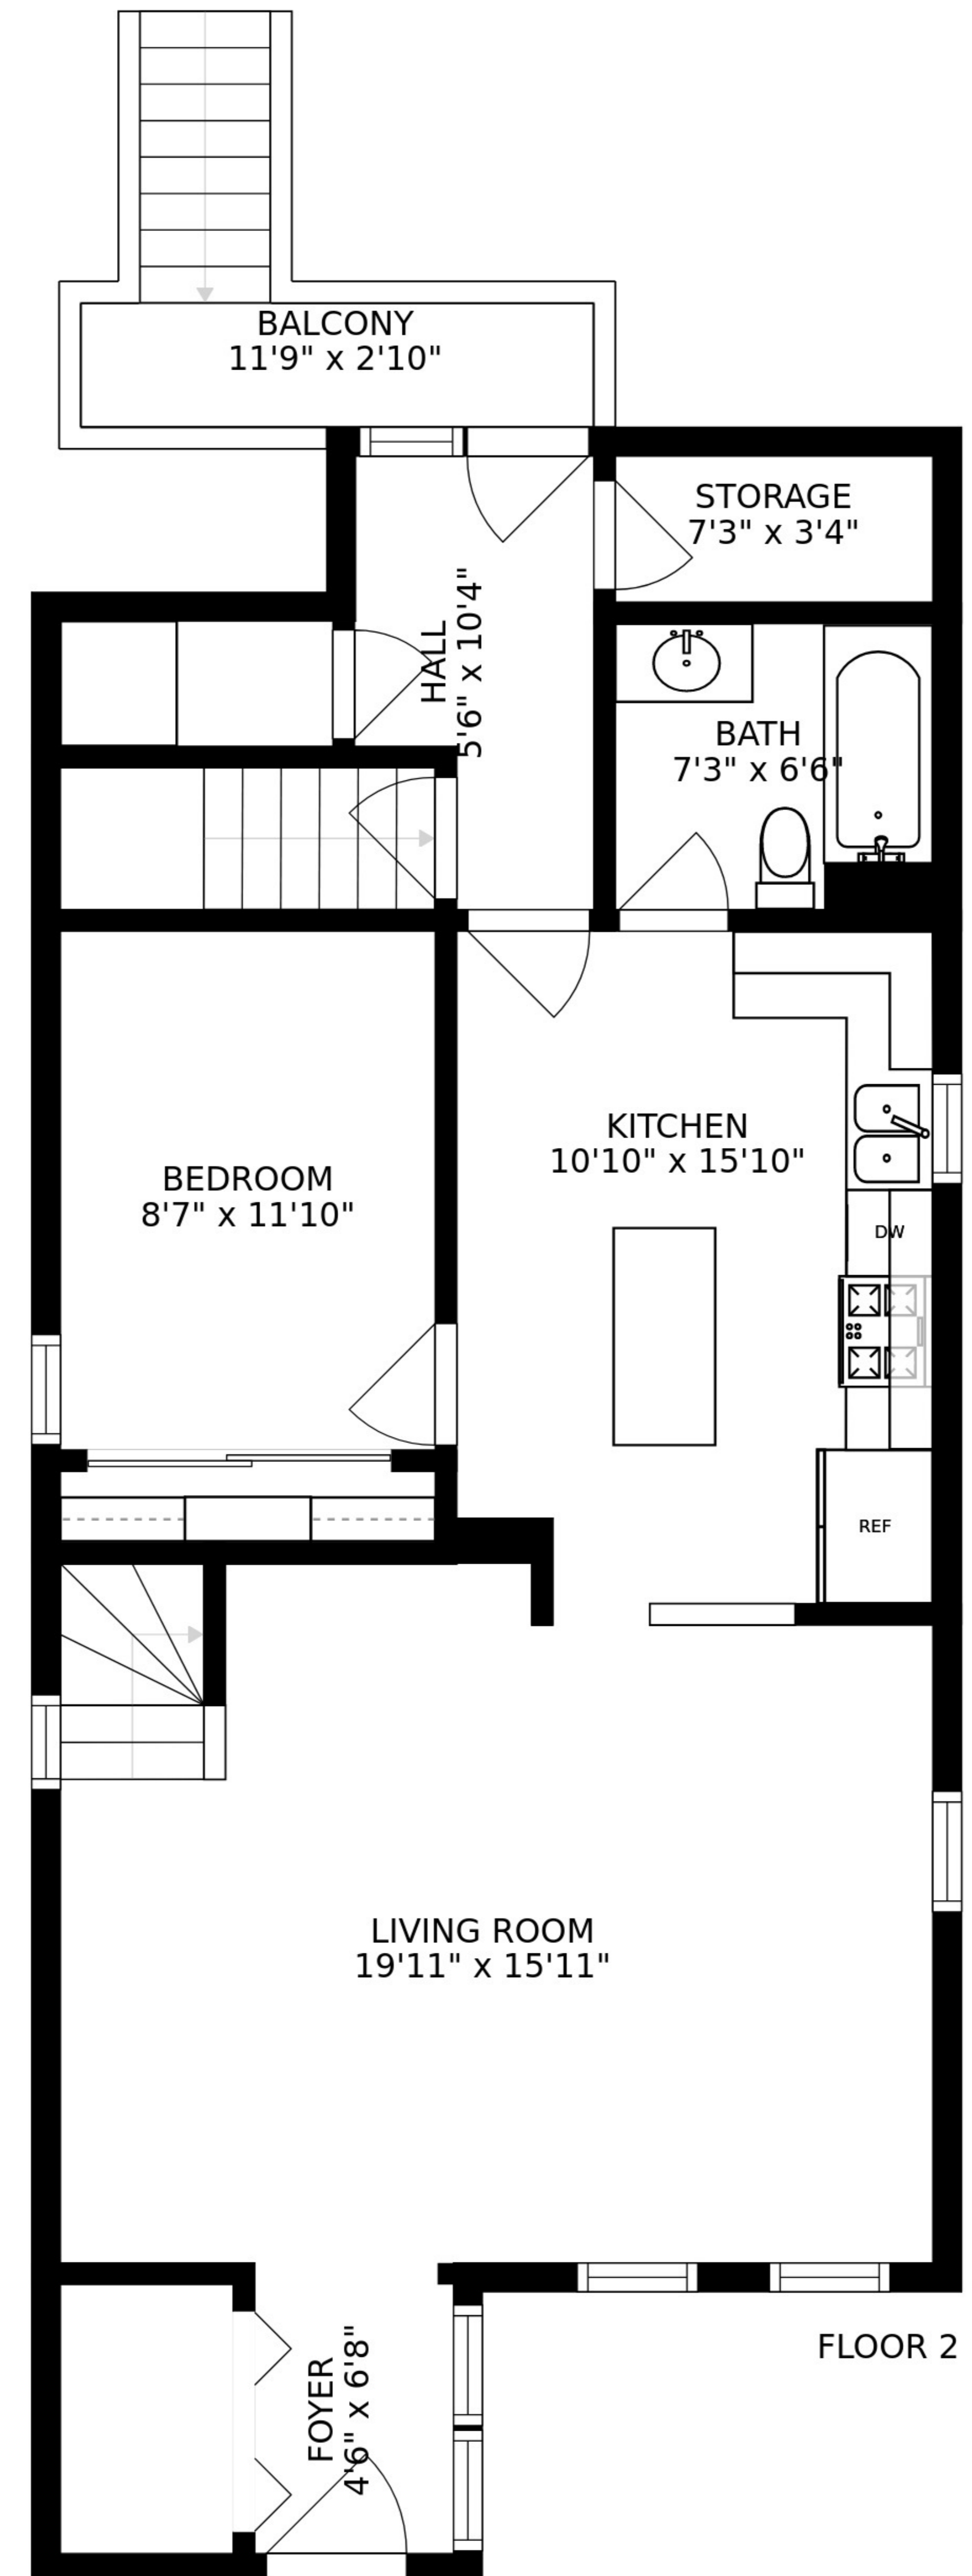 BALCONY
11'9" x 2'10"
STORAGE
7'3" x 3'4"
HALL
5'6" x 10'4"
BATH
7'3" x 6'6"
KITCHEN
10'10" x 15'10"
BEDROOM
8'7" x 11'10"
DW
REF
LIVING ROOM
19'11" x 15'11"
FLOOR 2
FOYER
4'6" x 6'8"